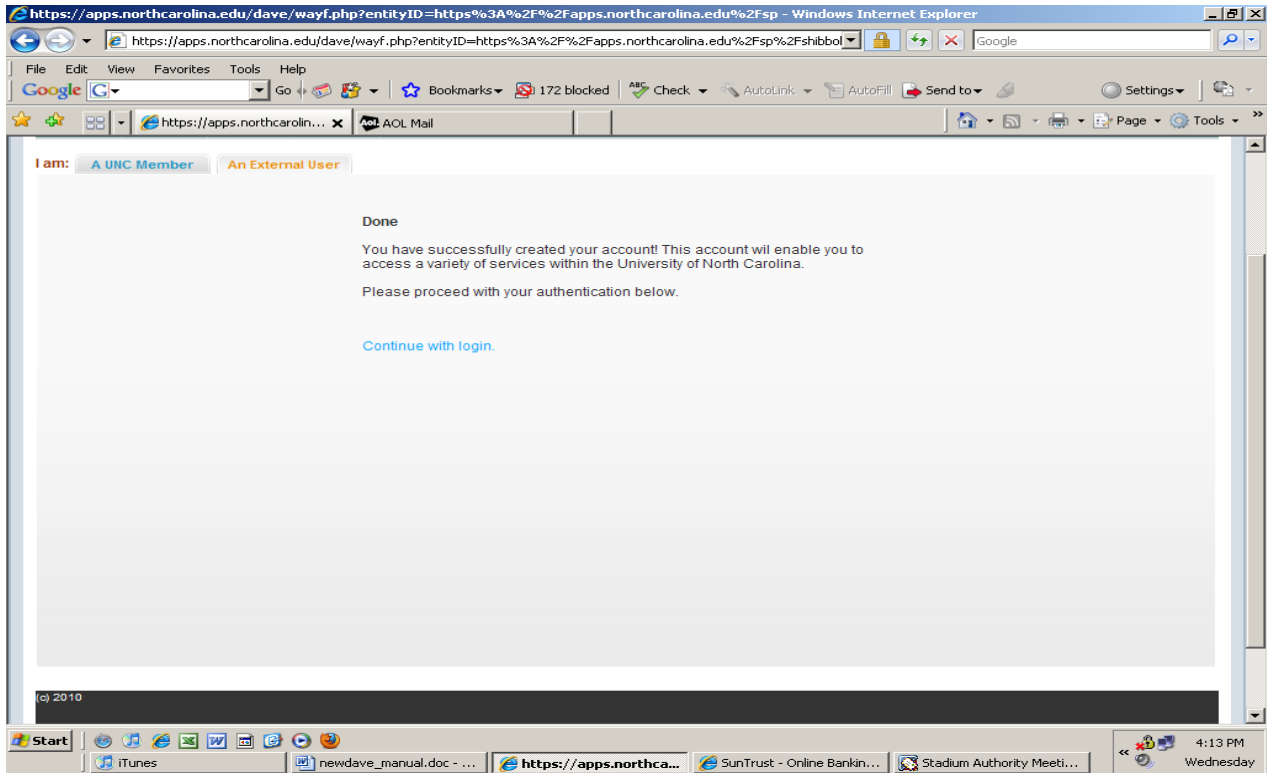 https://apps.northcarolina.edu/dave/wayf.php?entityID=https%3A%2F%2Fapps.northcarolina.edu%2Fsp - Windows Internet Explorer
https://apps.northcarolina.edu/dave/wayf.php?entityID=https%3A%2F%2Fapps.northcarolina.edu%2Fsp%2Fshibbol Google
File Edit View Favorites Tools Help
Google G Go Bookmarks 172 blocked ABC Check AutoLink AutoFill Send to Settings
https://apps.northcarolin... AOL AOL Mail Page Tools
I am: A UNC Member An External User
Done
You have successfully created your account! This account wil enable you to
access a variety of services within the University of North Carolina.
Please proceed with your authentication below.
Continue with login.
(c) 2010
Start 4:13 PM
iTunes newdave_manual.doc - ... https://apps.northca... SunTrust - Online Bankin... Stadium Authority Meeti... Wednesday